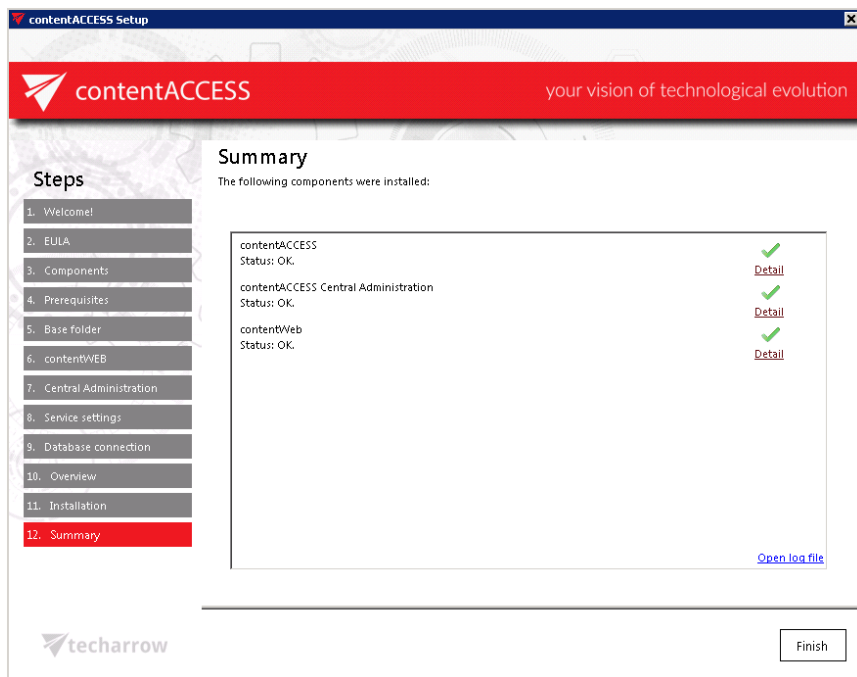 contentACCESS Setup
contentACCESS
your vision of technological evolution
Steps
1. Welcome!
2. EULA
3. Components
4. Prerequisites
5. Base folder
6. contentWEB
7. Central Administration
8. Service settings
9. Database connection
10. Overview
11. Installation
12. Summary
Summary
The following components were installed:
contentACCESS
Status: OK.
Detail
contentACCESS Central Administration
Status: OK.
Detail
contentWeb
Status: OK.
Detail
Open log file
techarrow
Finish